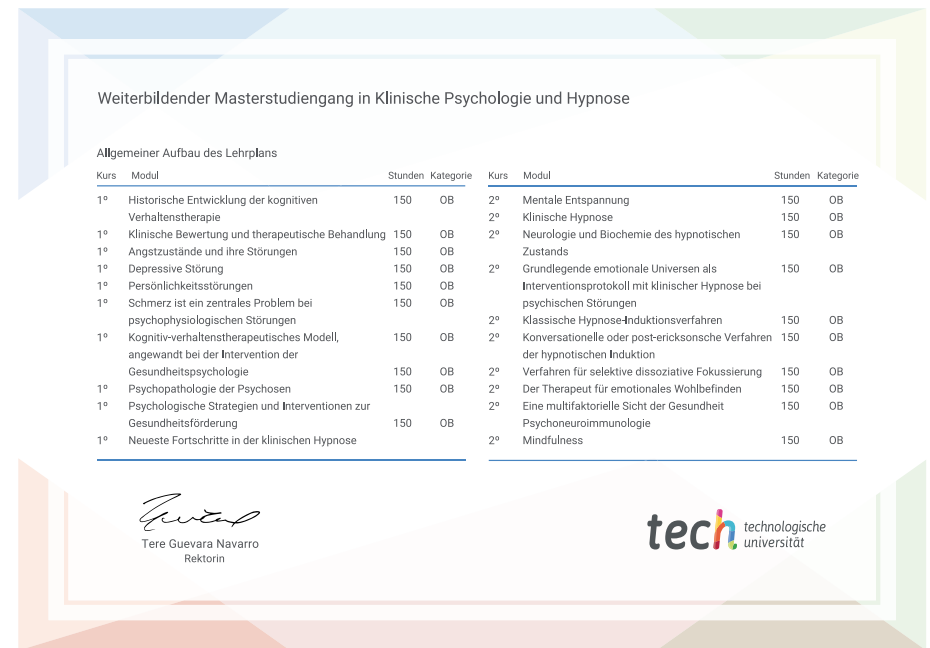 Weiterbildender Masterstudiengang in Klinische Psychologie und Hypnose
Allgemeiner Aufbau des Lehrplans
Kurs Modul Stunden Kategorie
1º Historische Entwicklung der kognitiven 150 OB
Verhaltenstherapie
1º Klinische Bewertung und therapeutische Behandlung 150 OB
1º Angstzustände und ihre Störungen 150 OB
1º Depressive Störung 150 OB
1º Persönlichkeitsstörungen 150 OB
1º Schmerz ist ein zentrales Problem bei 150 OB
psychophysiologischen Störungen
1º Kognitiv-verhaltenstherapeutisches Modell, 150 OB
angewandt bei der Intervention der
Gesundheitspsychologie 150 OB
1º Psychopathologie der Psychosen 150 OB
1º Psychologische Strategien und Interventionen zur
Gesundheitsförderung 150 OB
1º Neueste Fortschritte in der klinischen Hypnose
Kurs Modul Stunden Kategorie
2º Mentale Entspannung 150 OB
2º Klinische Hypnose 150 OB
2º Neurologie und Biochemie des hypnotischen 150 OB
Zustands
2º Grundlegende emotionale Universen als 150 OB
Interventionsprotokoll mit klinischer Hypnose bei
psychischen Störungen
2º Klassische Hypnose-Induktionsverfahren 150 OB
2º Konversationelle oder post-ericksonsche Verfahren 150 OB
der hypnotischen Induktion
2º Verfahren für selektive dissoziative Fokussierung 150 OB
2º Der Therapeut für emotionales Wohlbefinden 150 OB
2º Eine multifaktorielle Sicht der Gesundheit 150 OB
Psychoneuroimmunologie
2º Mindfulness 150 OB
Tere Guevara Navarro
Rektorin
tech technologische
universität